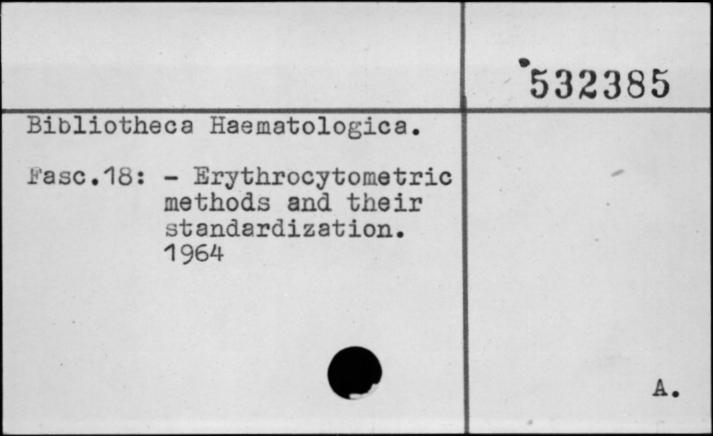 532385
Bibliotheca Haematologica.
Fasc.18: - Erythrocytometric
methods and their
standardization.
1964
A.